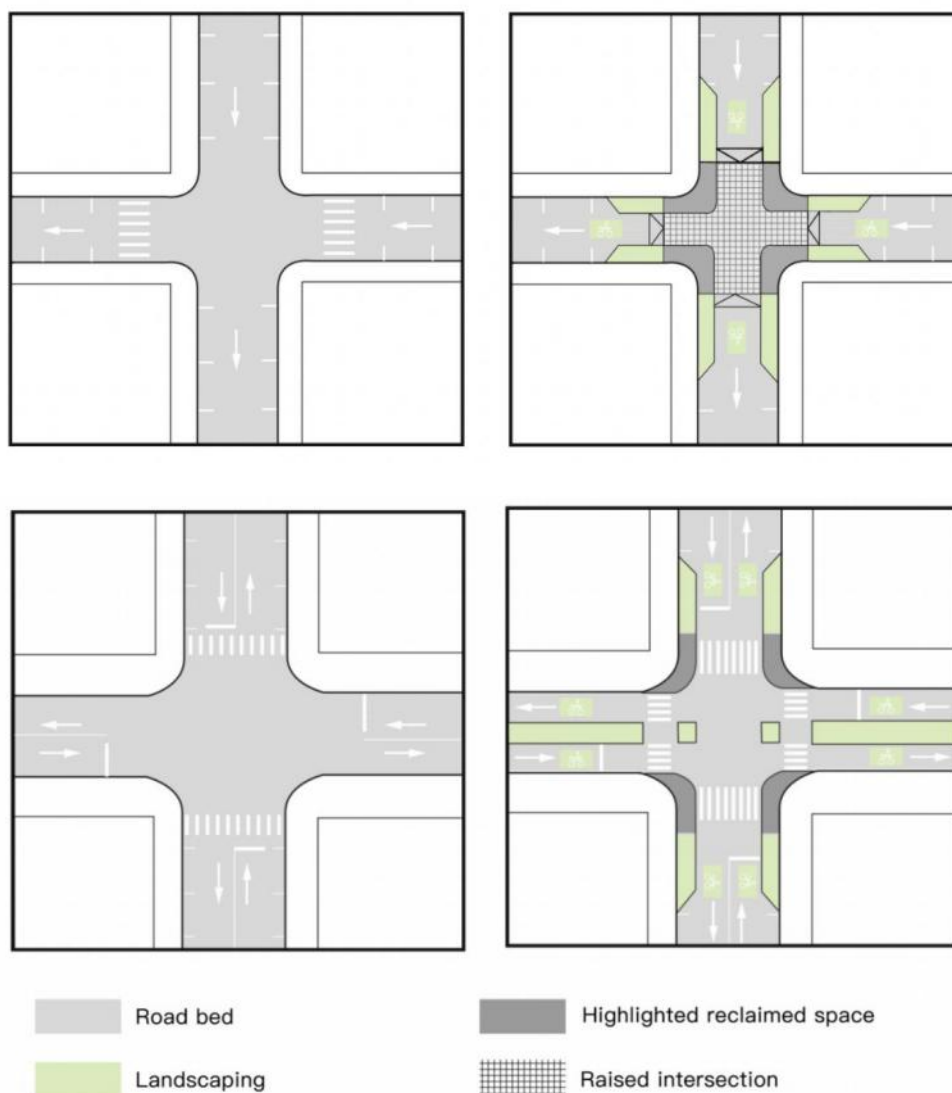 Road bed
Highlighted reclaimed space
Landscaping
Raised intersection